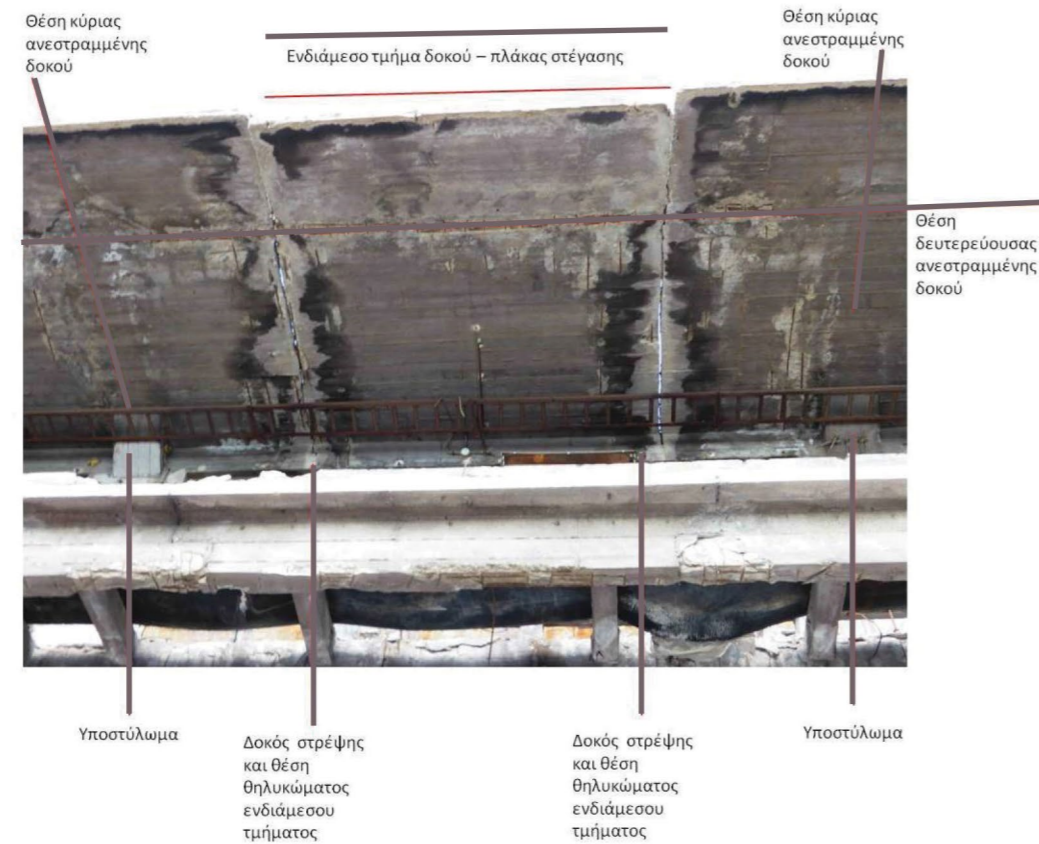 Θέση κύριας
ανεστραμμένης
δοκού
Ενδιάμεσο τμήμα δοκού – πλάκας στέγασης
Θέση κύριας
ανεστραμμένης
δοκού
Θέση
δευτερεύουσας
ανεστραμμένης
δοκού
Υποστύλωμα
Δοκός στρέψης
και θέση
θηλυκώματος
ενδιάμεσου
τμήματος
Δοκός στρέψης
και θέση
θηλυκώματος
ενδιάμεσου
τμήματος
Υποστύλωμα